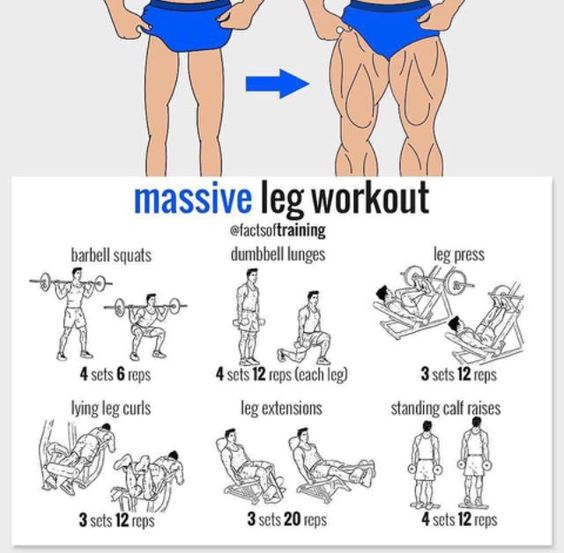 massive leg workout
@factsoftraining
barbell squats
dumbbell lunges
leg press
4 sets 6 reps
4 sets 12 reps (each leg)
3 sets 12 reps
lying leg curls
leg extensions
standing calf raises
3 sets 12 reps
3 sets 20 reps
4 sets 12 reps